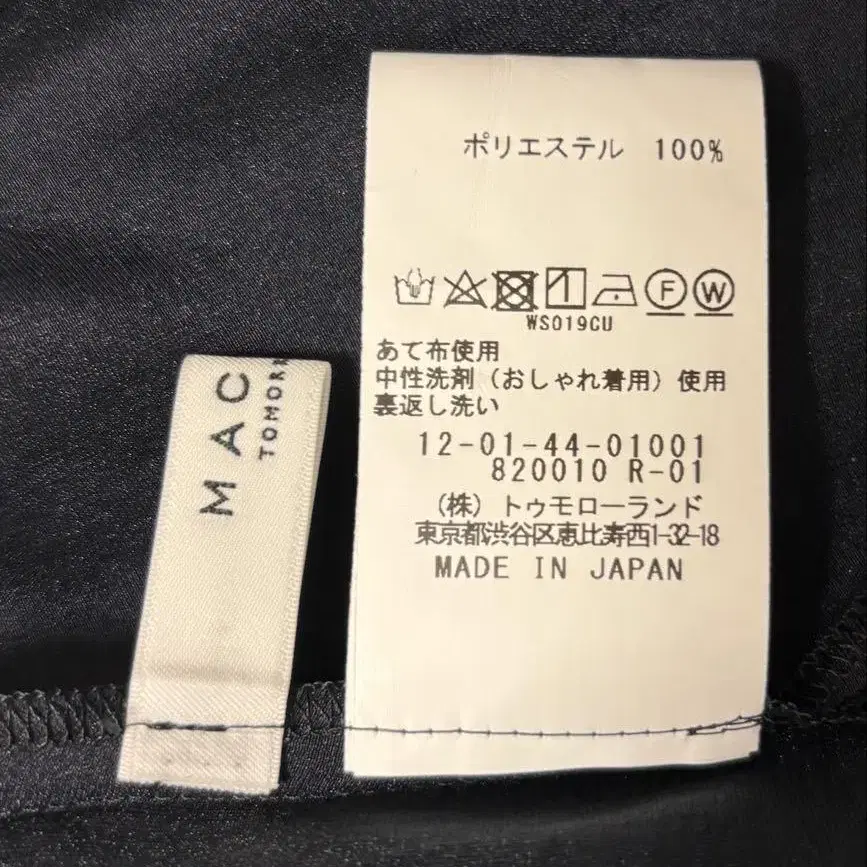 ポリエステル 100%
F W
WS019CU
あて布使用
中性洗剤（おしゃれ着用）使用
裏返し洗い
12-01-44-01001
820010 R-01
（株）トゥモローランド
東京都渋谷区恵比寿西1-32-18
MADE IN JAPAN
MAC